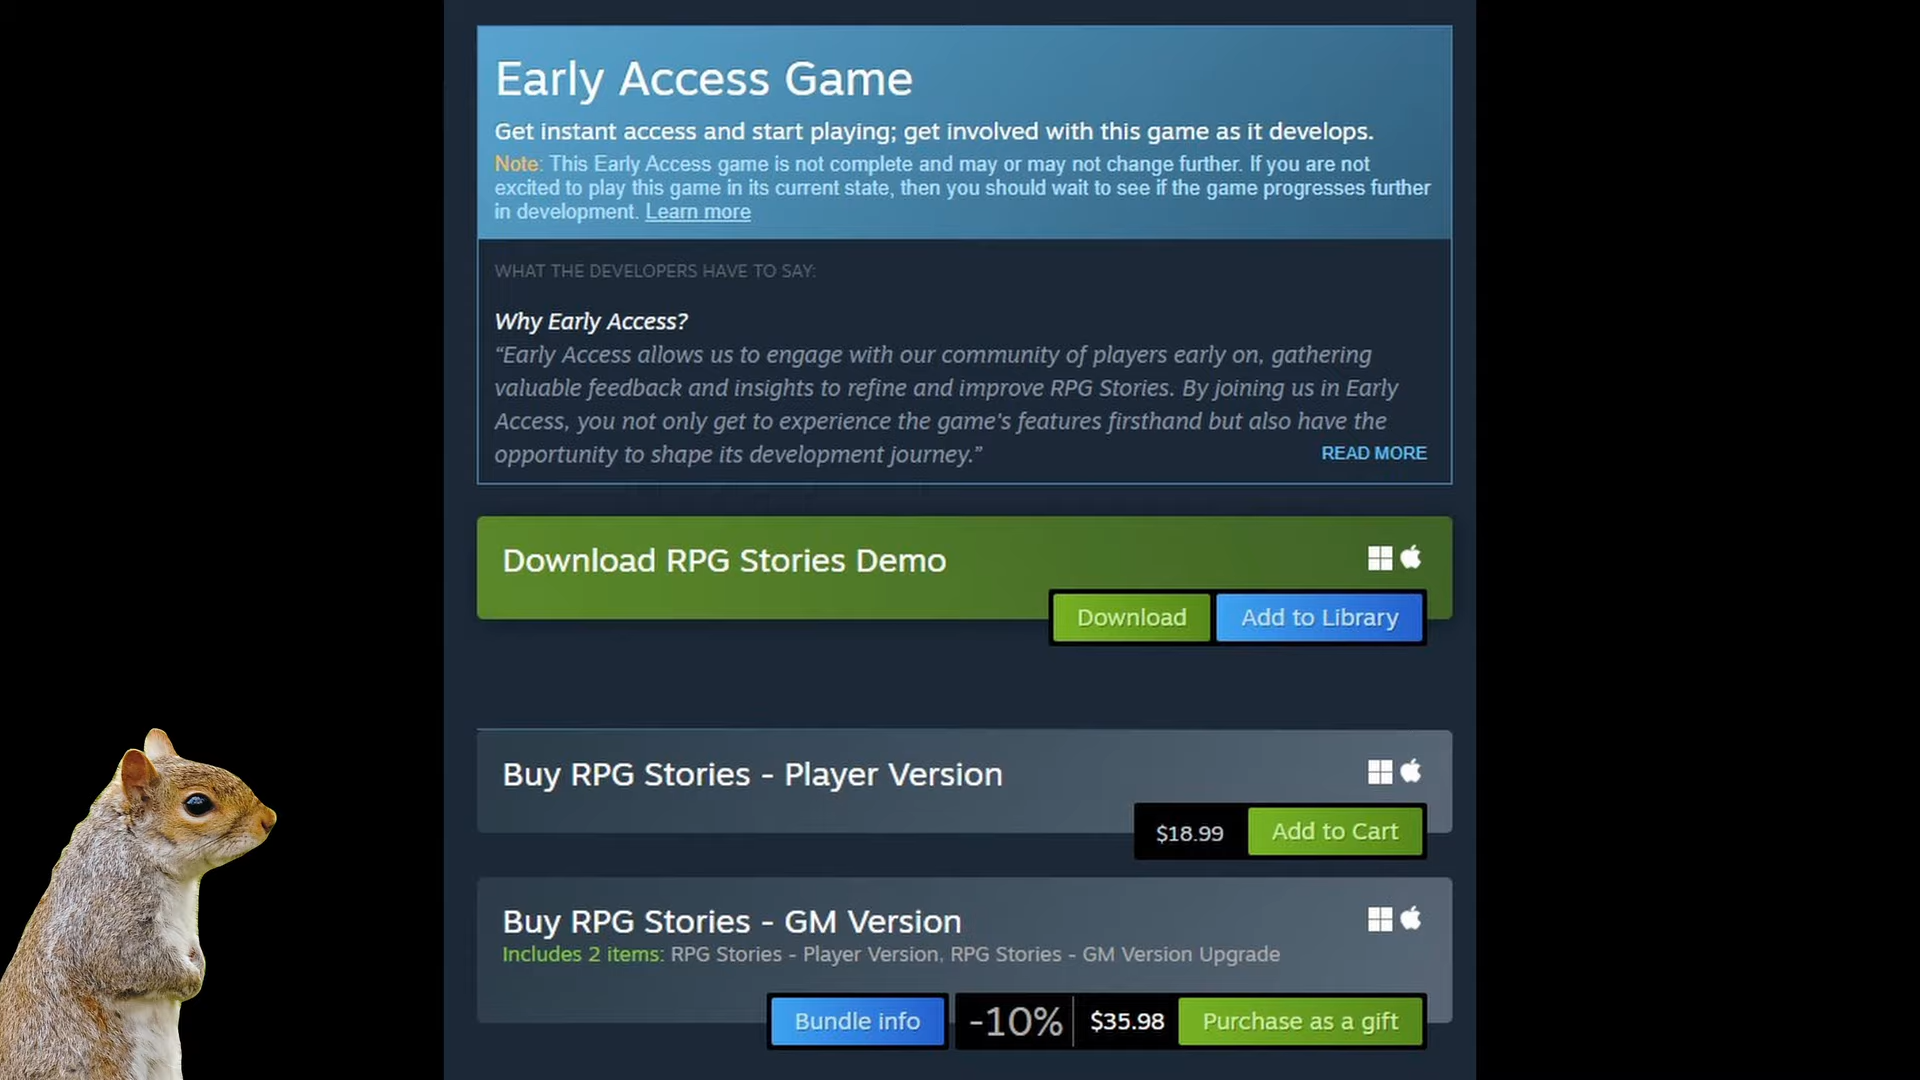 Early Access Game
Get instant access and start playing; get involved with this game as it develops.
Note: This Early Access game is not complete and may or may not change further. If you are not
excited to play this game in its current state, then you should wait to see if the game progresses further
in development. Learn more
WHAT THE DEVELOPERS HAVE TO SAY:
Why Early Access?
“Early Access allows us to engage with our community of players early on, gathering
valuable feedback and insights to refine and improve RPG Stories. By joining us in Early
Access, you not only get to experience the game's features firsthand but also have the
opportunity to shape its development journey.”
READ MORE
Download RPG Stories Demo
Download
Add to Library
Buy RPG Stories - Player Version
$18.99
Add to Cart
Buy RPG Stories - GM Version
Includes 2 items: RPG Stories - Player Version, RPG Stories - GM Version Upgrade
Bundle info
-10%
$35.98
Purchase as a gift